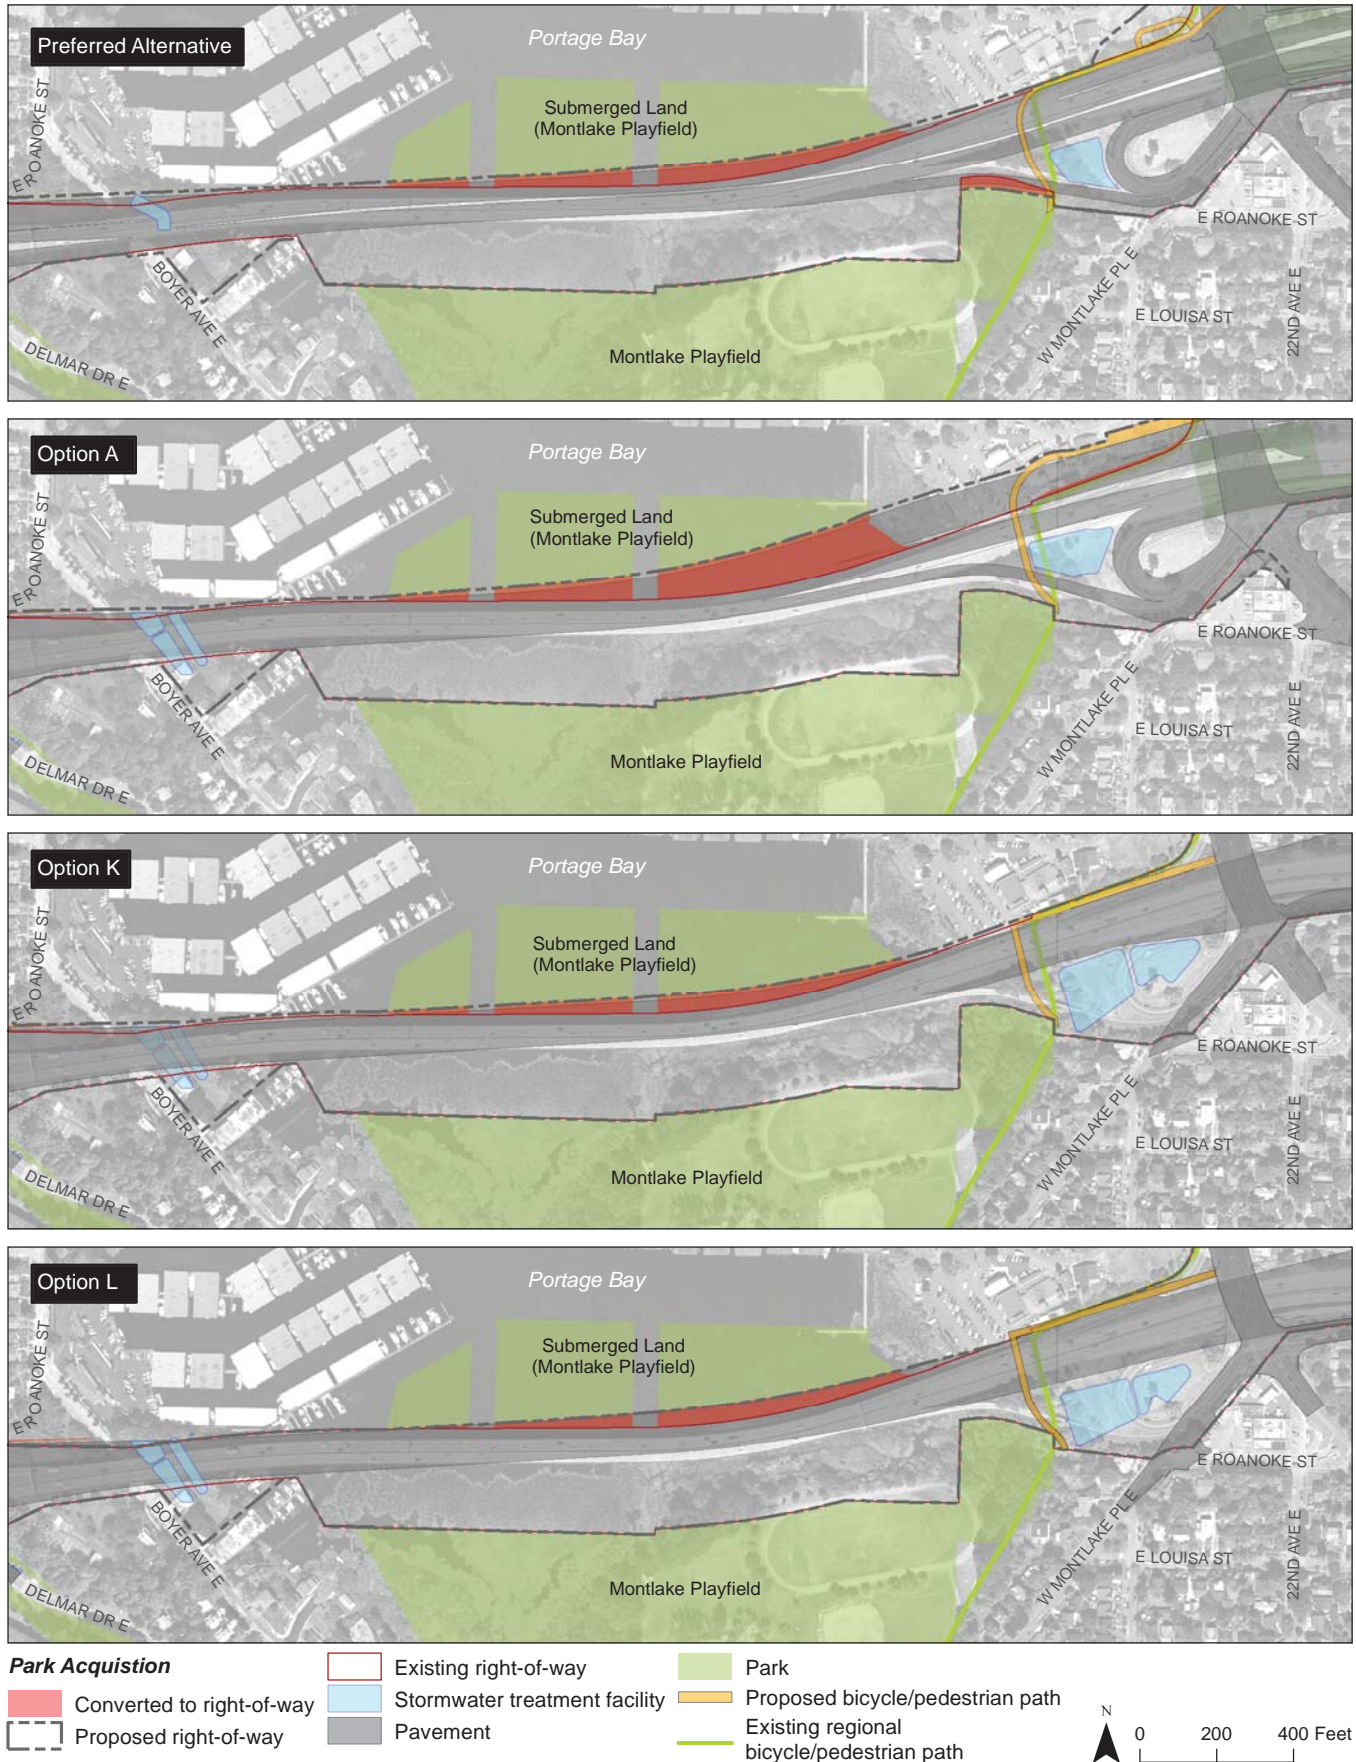 Preferred Alternative
Portage Bay
Submerged Land
(Montlake Playfield)
E ROANOKE ST
BOYER AVE E
DELMAR DR E
Montlake Playfield
W MONTLAKE PL E
E ROANOKE ST
E LOUISA ST
22ND AVE E
Option A
Portage Bay
Submerged Land
(Montlake Playfield)
E ROANOKE ST
BOYER AVE E
DELMAR DR E
Montlake Playfield
W MONTLAKE PL E
E ROANOKE ST
E LOUISA ST
22ND AVE E
Option K
Portage Bay
Submerged Land
(Montlake Playfield)
E ROANOKE ST
BOYER AVE E
DELMAR DR E
Montlake Playfield
W MONTLAKE PL E
E ROANOKE ST
E LOUISA ST
22ND AVE E
Option L
Portage Bay
Submerged Land
(Montlake Playfield)
E ROANOKE ST
BOYER AVE E
DELMAR DR E
Montlake Playfield
W MONTLAKE PL E
E ROANOKE ST
E LOUISA ST
22ND AVE E
Park Acquistion
Converted to right-of-way
Proposed right-of-way
Existing right-of-way
Stormwater treatment facility
Pavement
Park
Proposed bicycle/pedestrian path
Existing regional
bicycle/pedestrian path
N
0 200 400 Feet